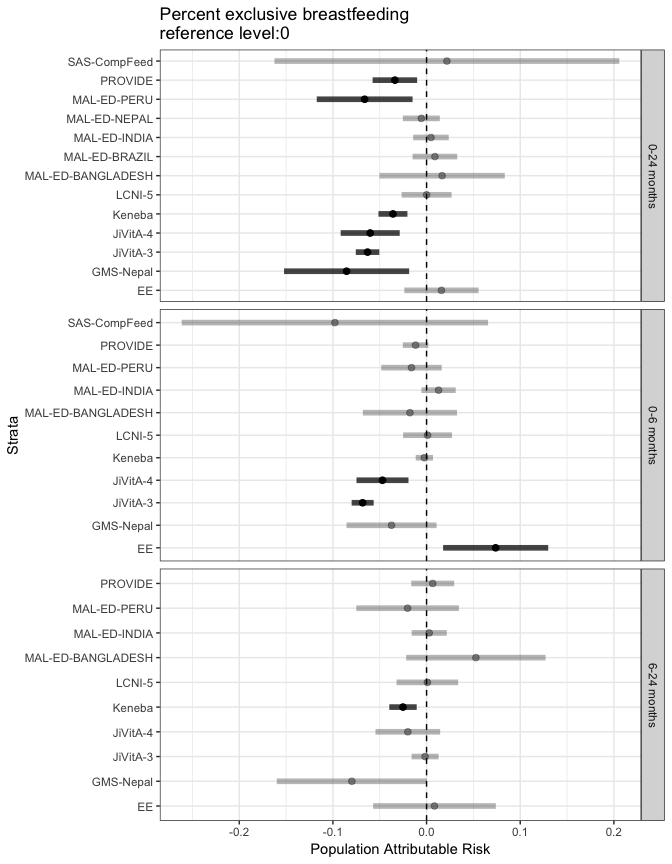 Percent exclusive breastfeeding
reference level:0
SAS-CompFeed
PROVIDE
MAL-ED-PERU
MAL-ED-NEPAL
MAL-ED-INDIA
MAL-ED-BRAZIL
MAL-ED-BANGLADESH
LCNI-5
Keneba
JiVitA-4
JiVitA-3
GMS-Nepal
EE
0-24 months
SAS-CompFeed
PROVIDE
MAL-ED-PERU
MAL-ED-INDIA
MAL-ED-BANGLADESH
LCNI-5
Keneba
JiVitA-4
JiVitA-3
GMS-Nepal
EE
0-6 months
PROVIDE
MAL-ED-PERU
MAL-ED-INDIA
MAL-ED-BANGLADESH
LCNI-5
Keneba
JiVitA-4
JiVitA-3
GMS-Nepal
EE
6-24 months
Strata
-0.2 -0.1 0.0 0.1 0.2
Population Attributable Risk